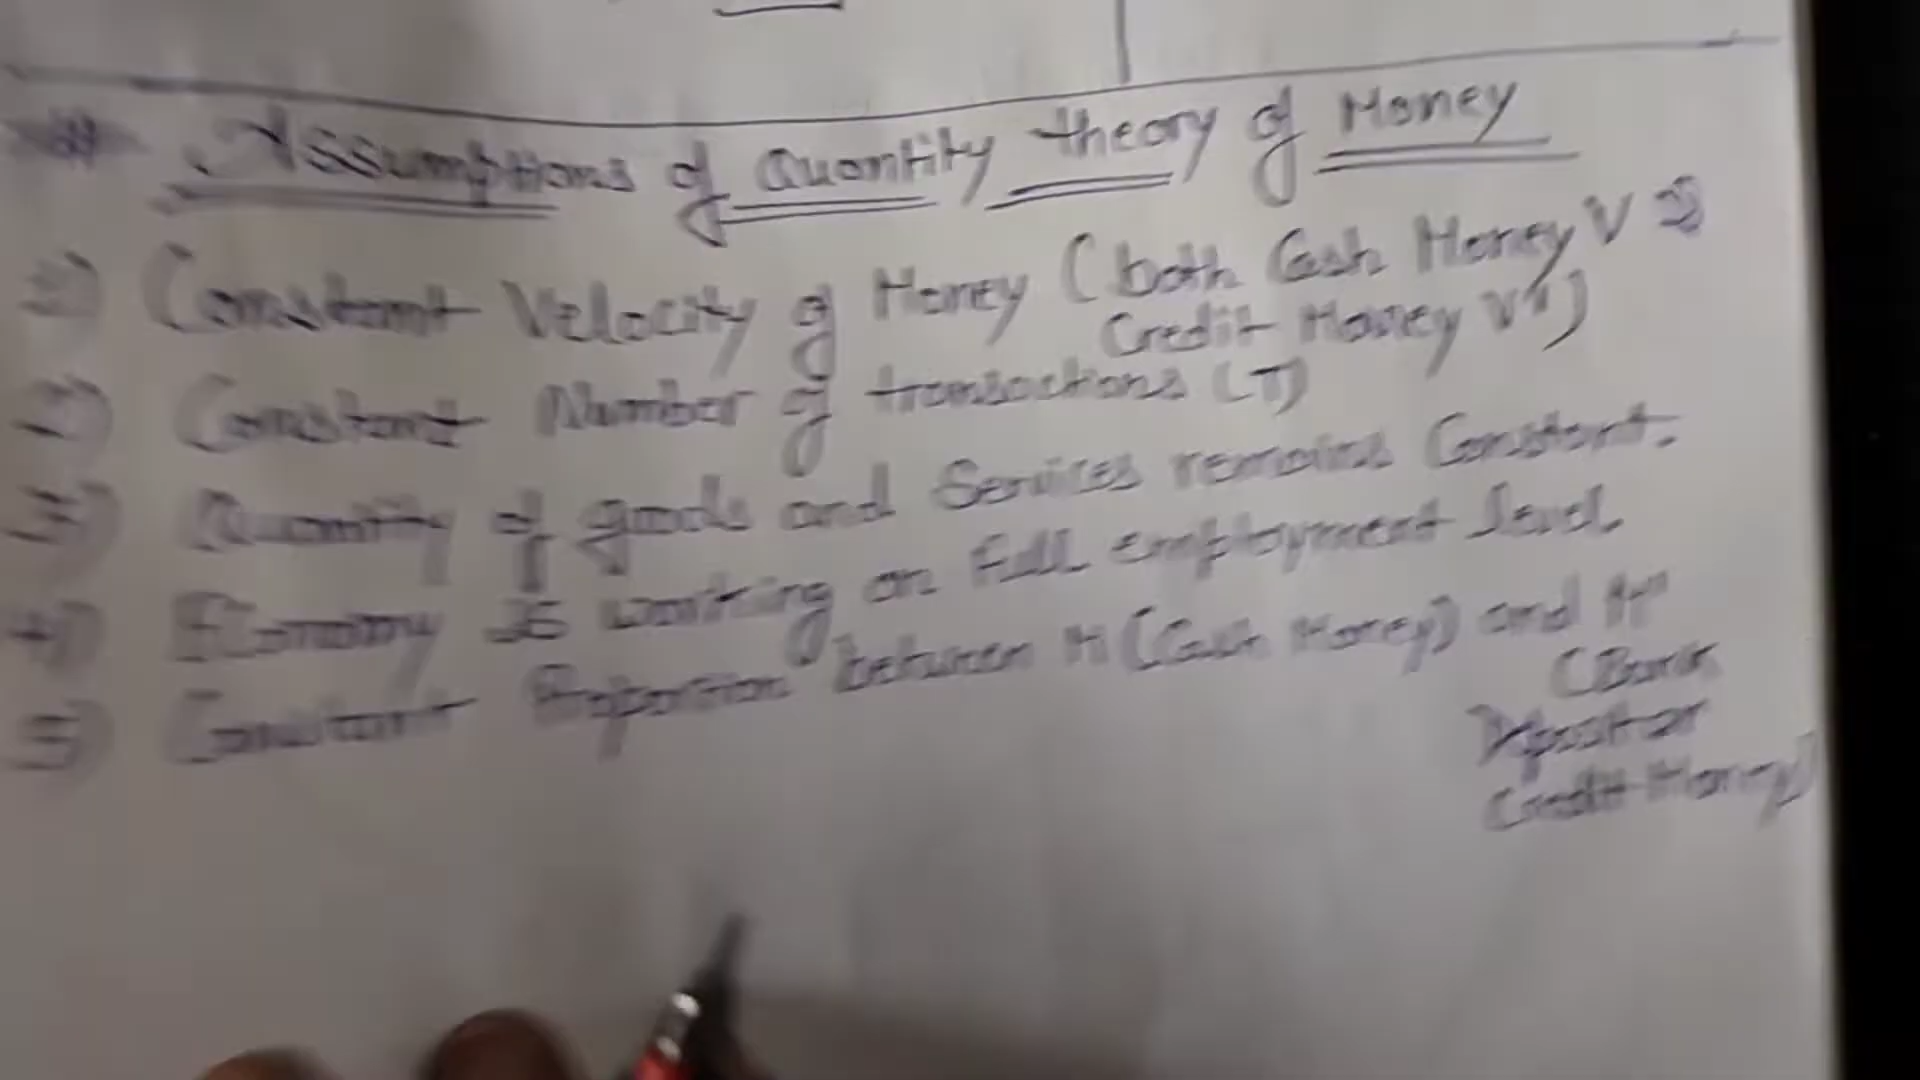 # Assumptions of Quantity theory of Money
1) Constant Velocity of Money (both Cash Money V &
Credit Money V')
2) Constant Number of transactions (T)
3) Quantity of goods and Services remains Constant.
4) Economy is working on full employment level.
5) Constant Proportion between M (Cash Money) and M'
(Bank
Deposit or
Credit Money)